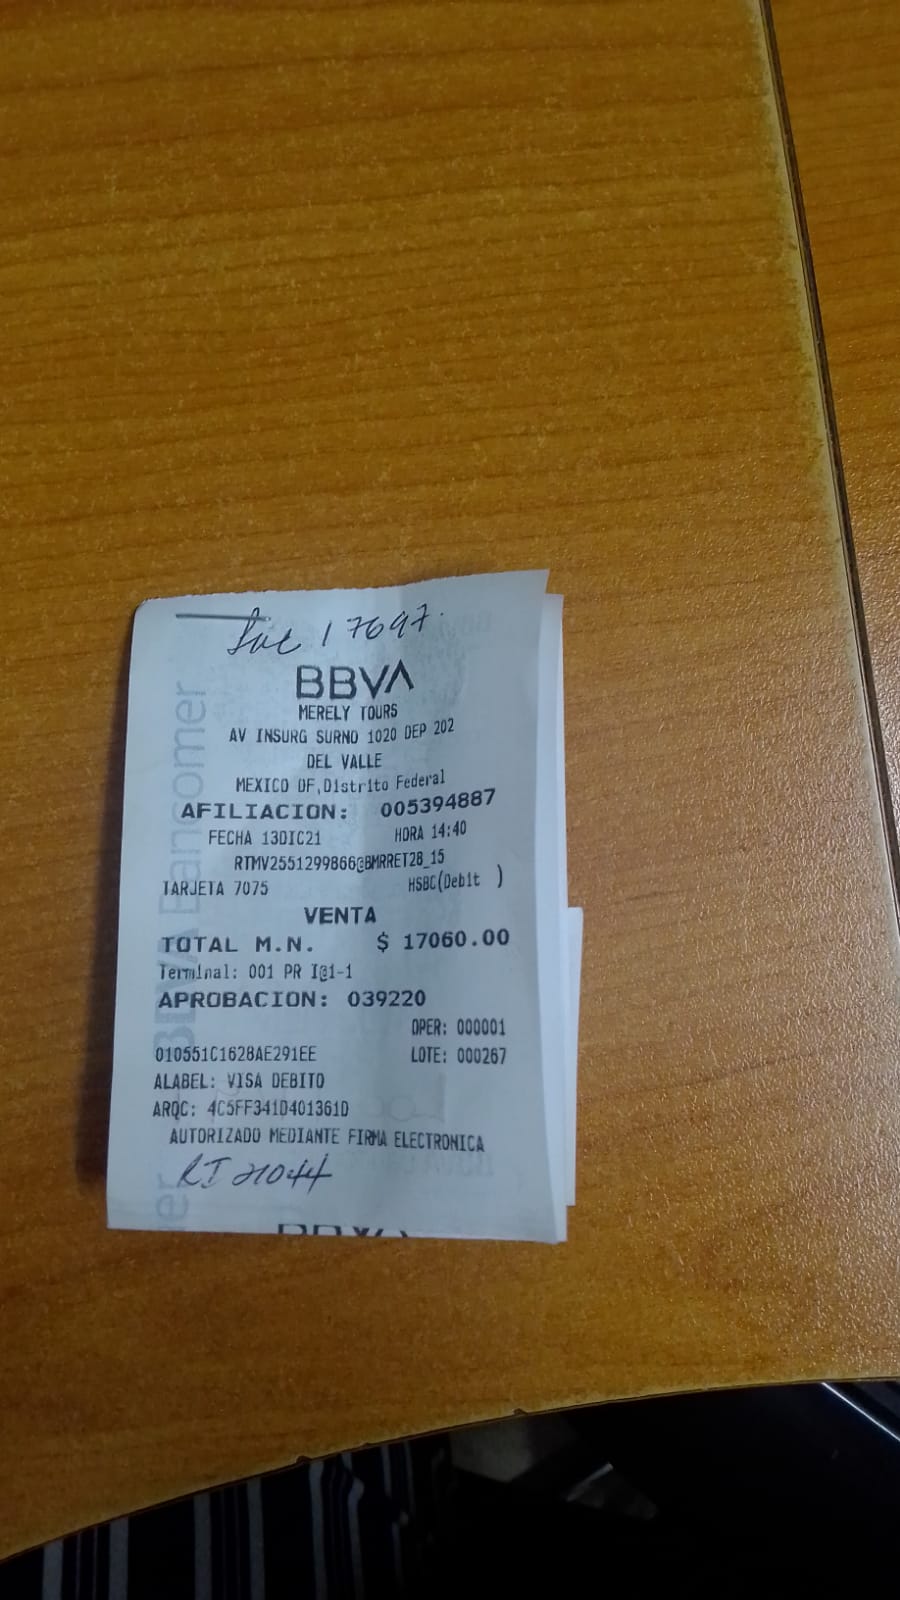 17697.
BBVA
MERELY TOURS
AV INSURG SURNO 1020 DEP 202
DEL VALLE
MEXICO DF,Distrito Federal
AFILIACION: 005394887
FECHA 13DIC21 HORA 14:40
RTMV2551299866@BMRRET28_15
TARJETA 7075 HSBC(Debit )
VENTA
TOTAL M.N. $ 17060.00
Terminal: 001 PR I@1-1
APROBACION: 039220
OPER: 000001
010551C1628AE291EE LOTE: 000267
ALABEL: VISA DEBITO
ARQC: 4C5FF341D401361D
AUTORIZADO MEDIANTE FIRMA ELECTRONICA
RI 21044
BBVA Bancomer